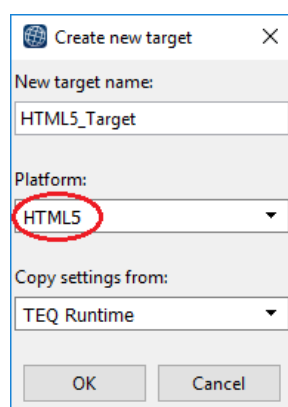 Create new target
New target name:
HTML5_Target
Platform:
HTML5
Copy settings from:
TEQ Runtime
OK Cancel